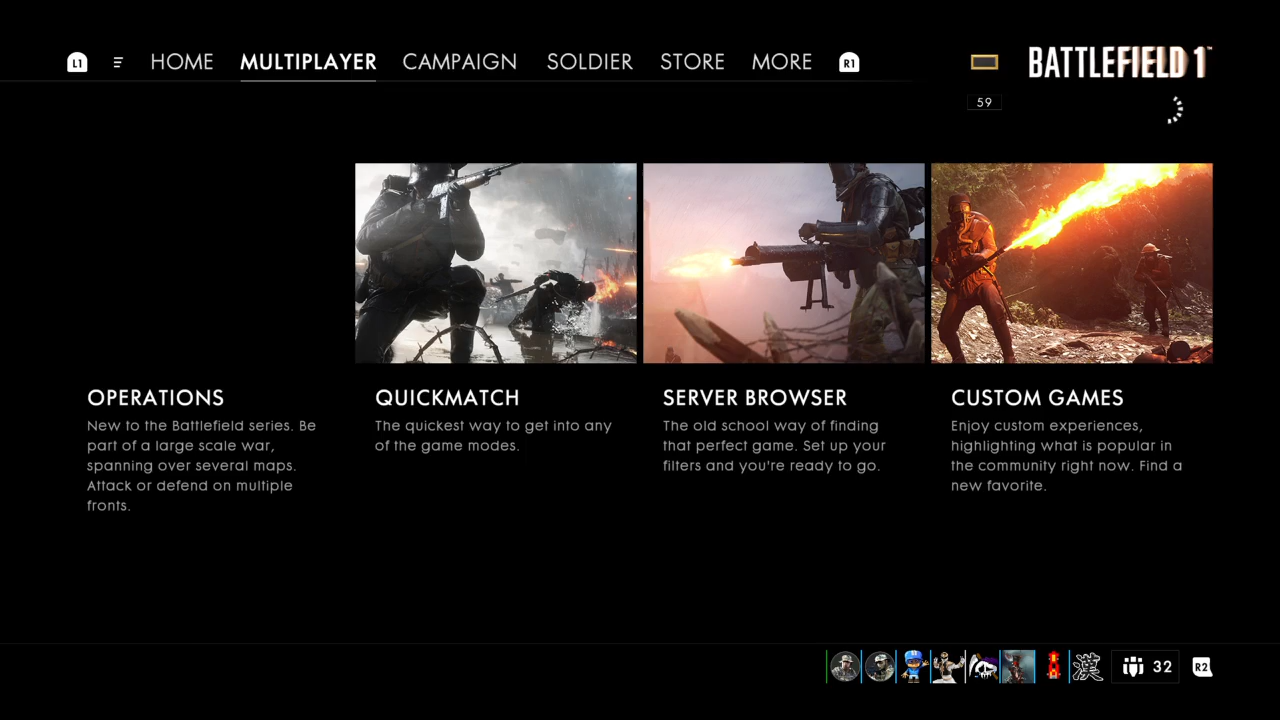 L1 HOME MULTIPLAYER CAMPAIGN SOLDIER STORE MORE R1 BATTLEFIELD 1™
59
OPERATIONS
New to the Battlefield series. Be
part of a large scale war,
spanning over several maps.
Attack or defend on multiple
fronts.
QUICKMATCH
The quickest way to get into any
of the game modes.
SERVER BROWSER
The old school way of finding
that perfect game. Set up your
filters and you're ready to go.
CUSTOM GAMES
Enjoy custom experiences,
highlighting what is popular in
the community right now. Find a
new favorite.
漢 32 R2